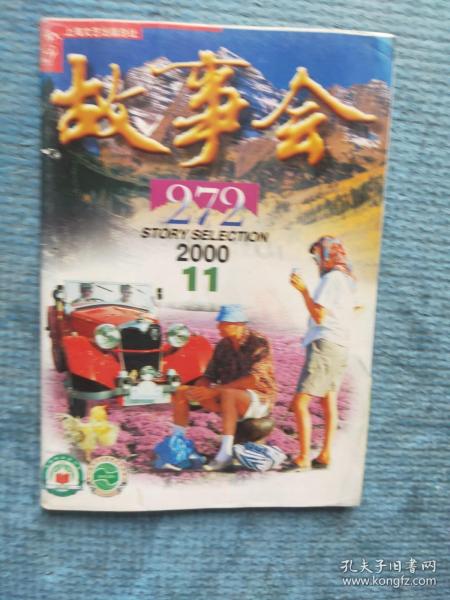 上海文艺出版总社
故事会
272
STORY SELECTION
2000
11
孔夫子旧书网
www.kongfz.com